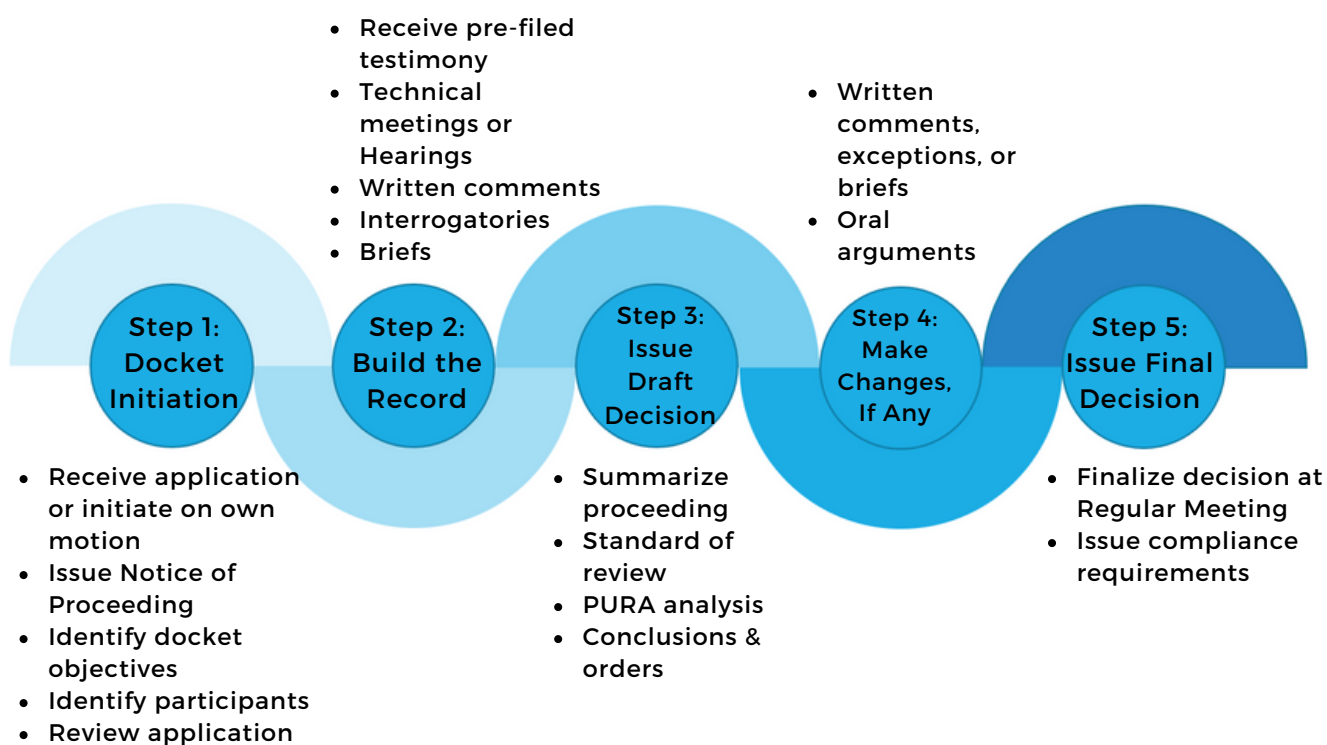 Step 1:
Docket
Initiation
• Receive application
or initiate on own
motion
• Issue Notice of
Proceeding
• Identify docket
objectives
• Identify participants
• Review application
• Receive pre-filed
testimony
• Technical
meetings or
Hearings
• Written comments
• Interrogatories
• Briefs
Step 2:
Build the
Record
Step 3:
Issue
Draft
Decision
• Summarize
proceeding
• Standard of
review
• PURA analysis
• Conclusions &
orders
• Written
comments,
exceptions, or
briefs
• Oral
arguments
Step 4:
Make
Changes,
If Any
Step 5:
Issue Final
Decision
• Finalize decision at
Regular Meeting
• Issue compliance
requirements